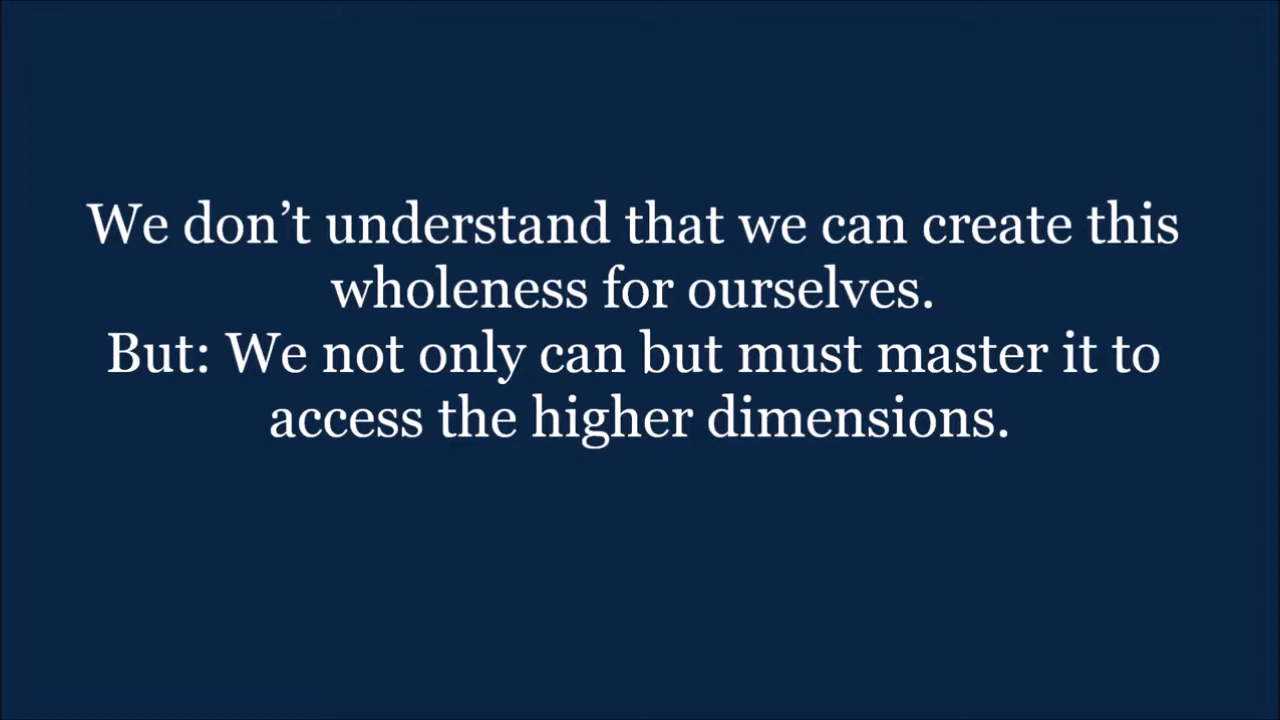 We don’t understand that we can create this
wholeness for ourselves.
But: We not only can but must master it to
access the higher dimensions.